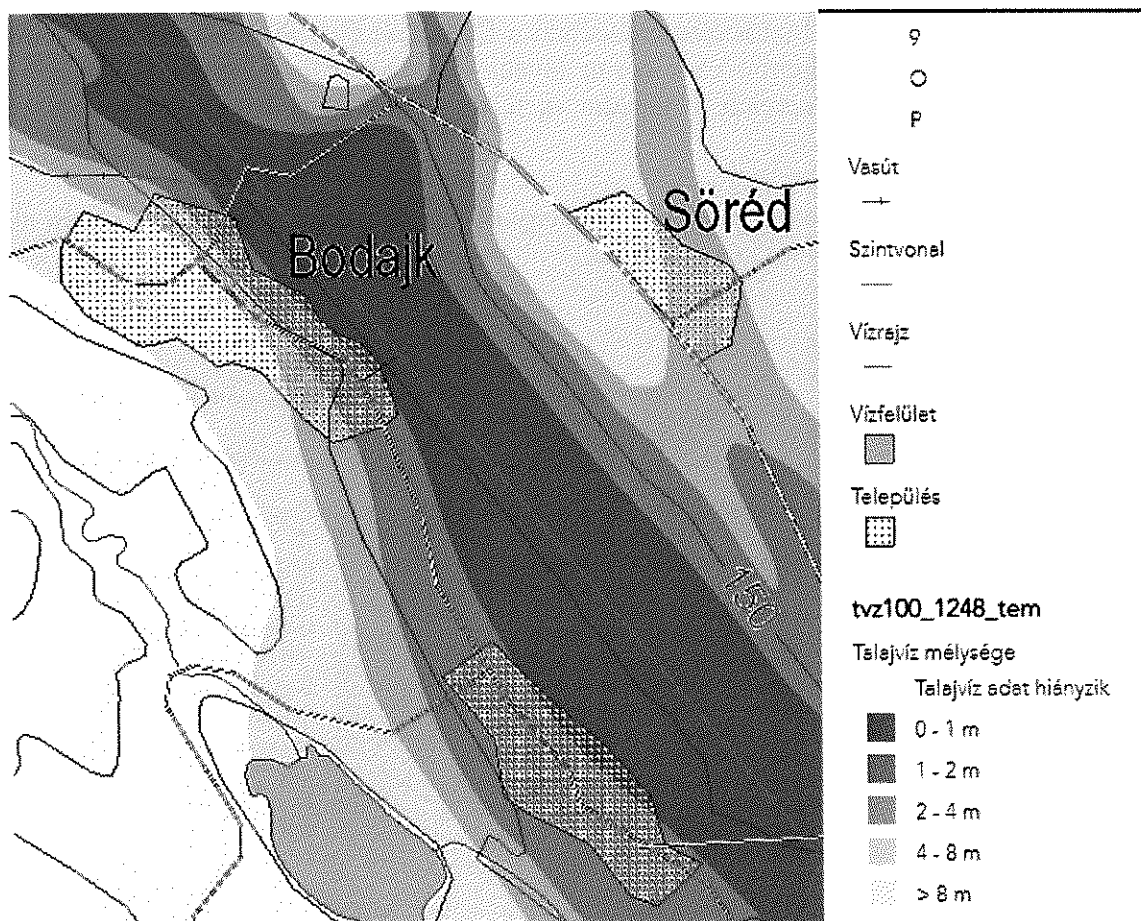 Bodajk
Söréd
150
9
O
P
Vasút
Szintvonal
Vízrajz
Vízfelület
Település
tvz100_1248_tem
Talajvíz mélysége
Talajvíz adat hiányzik
0 - 1 m
1 - 2 m
2 - 4 m
4 - 8 m
> 8 m